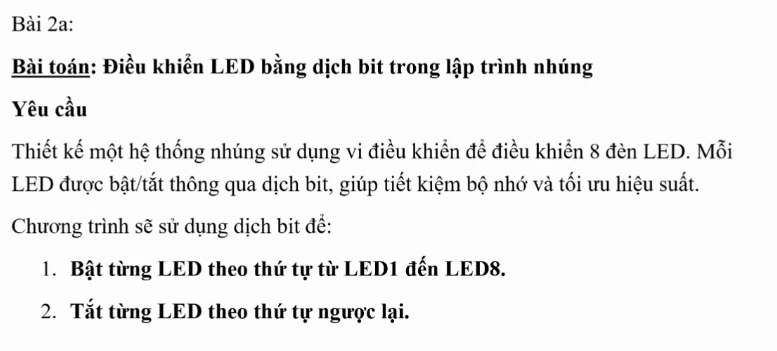 Bài 2a:
Bài toán: Điều khiển LED bằng dịch bit trong lập trình nhúng
Yêu cầu
Thiết kế một hệ thống nhúng sử dụng vi điều khiển để điều khiển 8 đèn LED. Mỗi
LED được bật/tắt thông qua dịch bit, giúp tiết kiệm bộ nhớ và tối ưu hiệu suất.
Chương trình sẽ sử dụng dịch bit để:
1. Bật từng LED theo thứ tự từ LED1 đến LED8.
2. Tắt từng LED theo thứ tự ngược lại.